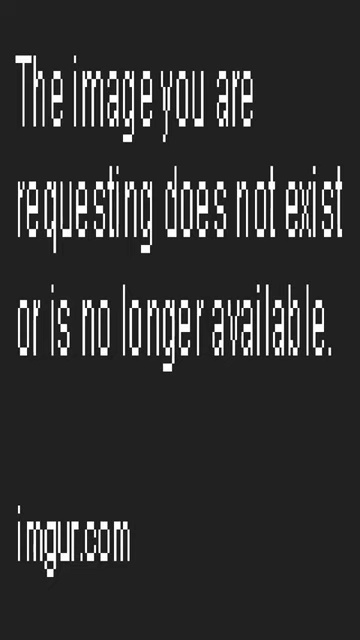 The image you are
requesting does not exist
or is no longer available.
imgur.com